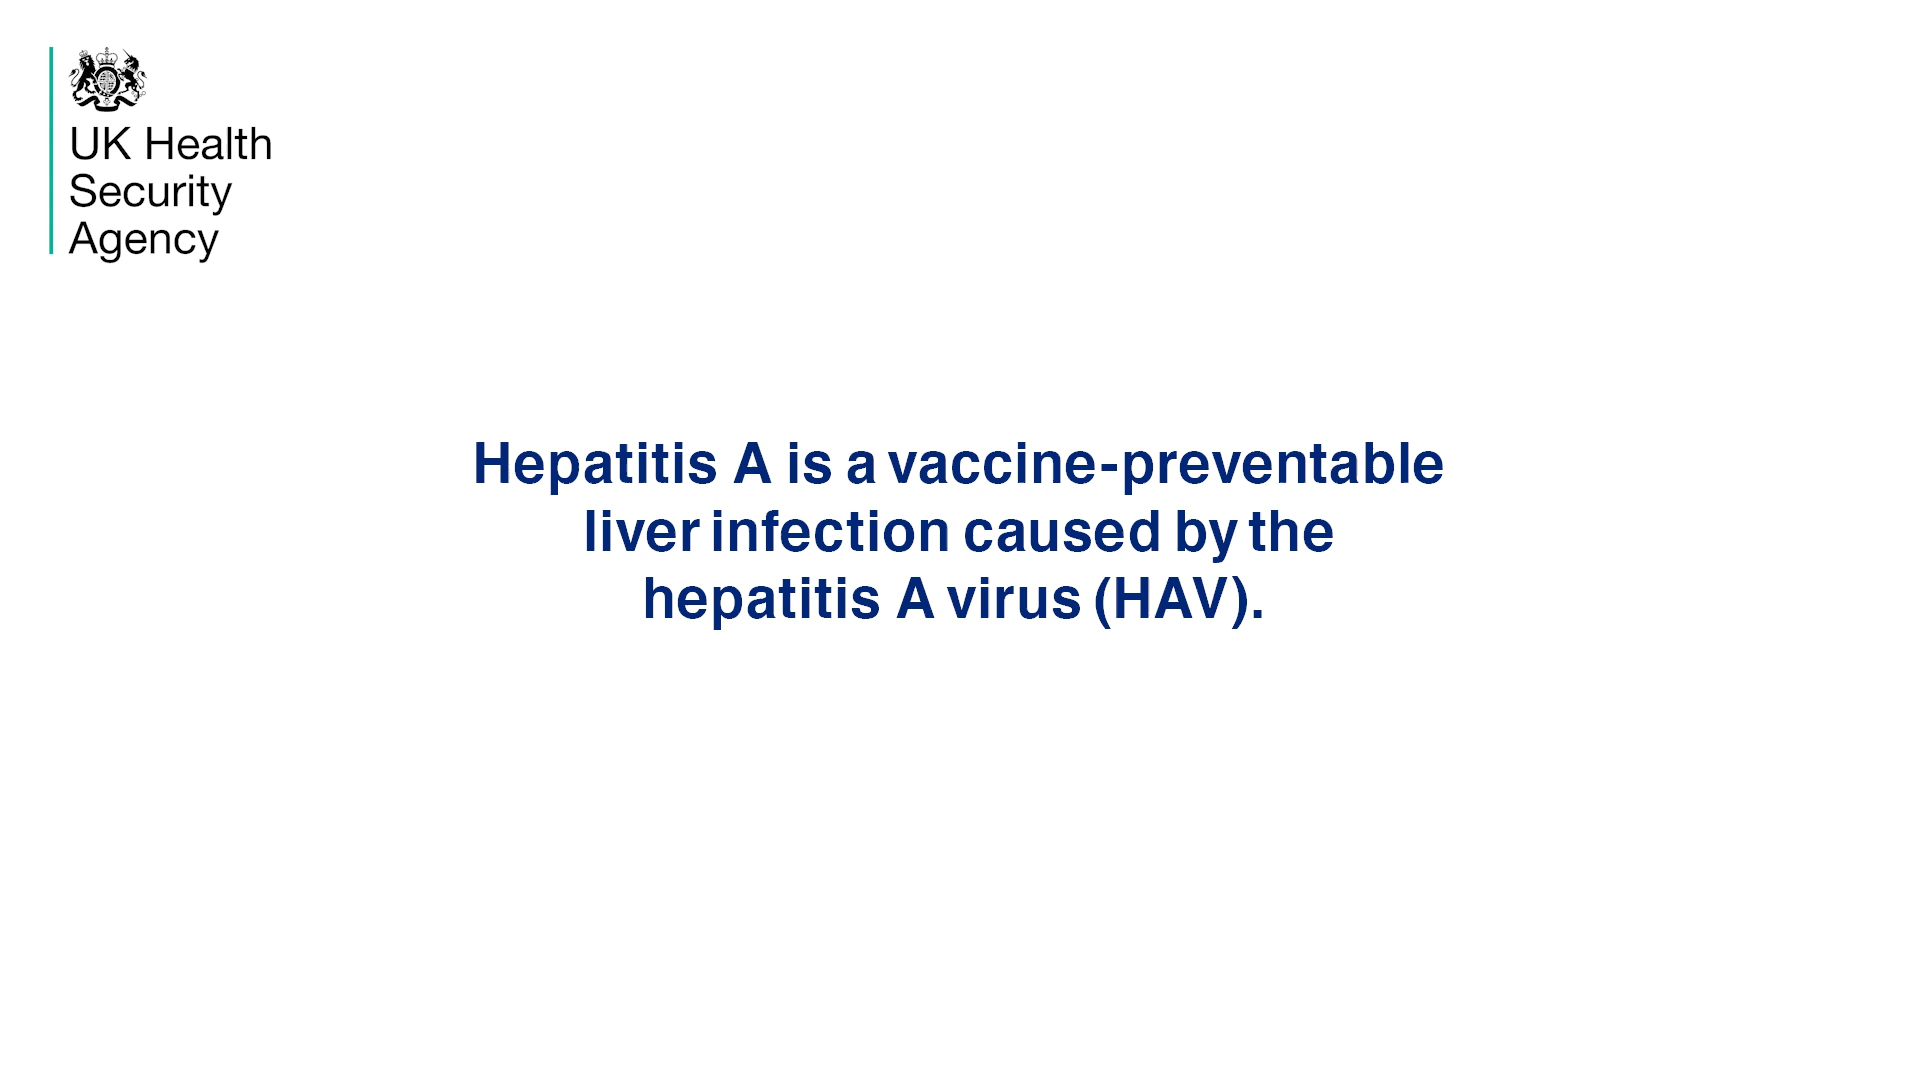 UK Health
Security
Agency
Hepatitis A is a vaccine-preventable
liver infection caused by the
hepatitis A virus (HAV).